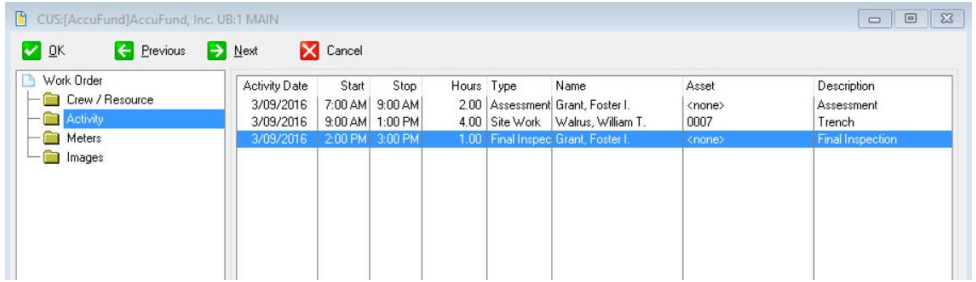 CUS:[AccuFund]AccuFund, Inc. UB:1 MAIN
OK Previous Next Cancel
Work Order
Crew / Resource
Activity
Meters
Images
Activity Date Start Stop Hours Type Name Asset Description
3/09/2016 7:00 AM 9:00 AM 2.00 Assessment Grant, Foster I. <none> Assessment
3/09/2016 9:00 AM 1:00 PM 4.00 Site Work Walrus, William T. 0007 Trench
3/09/2016 2:00 PM 3:00 PM 1.00 Final Inspec Grant, Foster I. <none> Final Inspection